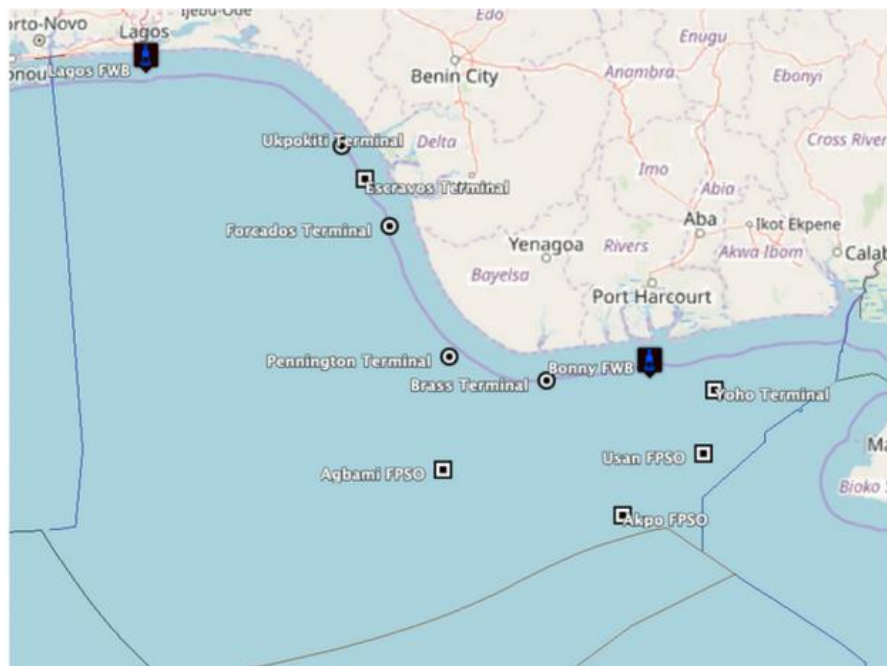 Ijebu-Ode
orto-Novo
Lagos
onou
Lagos FWB
Edo
Enugu
Benin City
Anambra
Ebonyi
Ukpokiti Terminal
Delta
Cross River
Imo
Escravos Terminal
Abia
Aba
Ikot Ekpene
Forcados Terminal
Yenagoa
Rivers
Akwa Ibom
Calab
Bayelsa
Port Harcourt
Pennington Terminal
Bonny FWB
Brass Terminal
Yoho Terminal
Usan FPSO
Ma
Agbami FPSO
Bioko S
Akpo FPSO